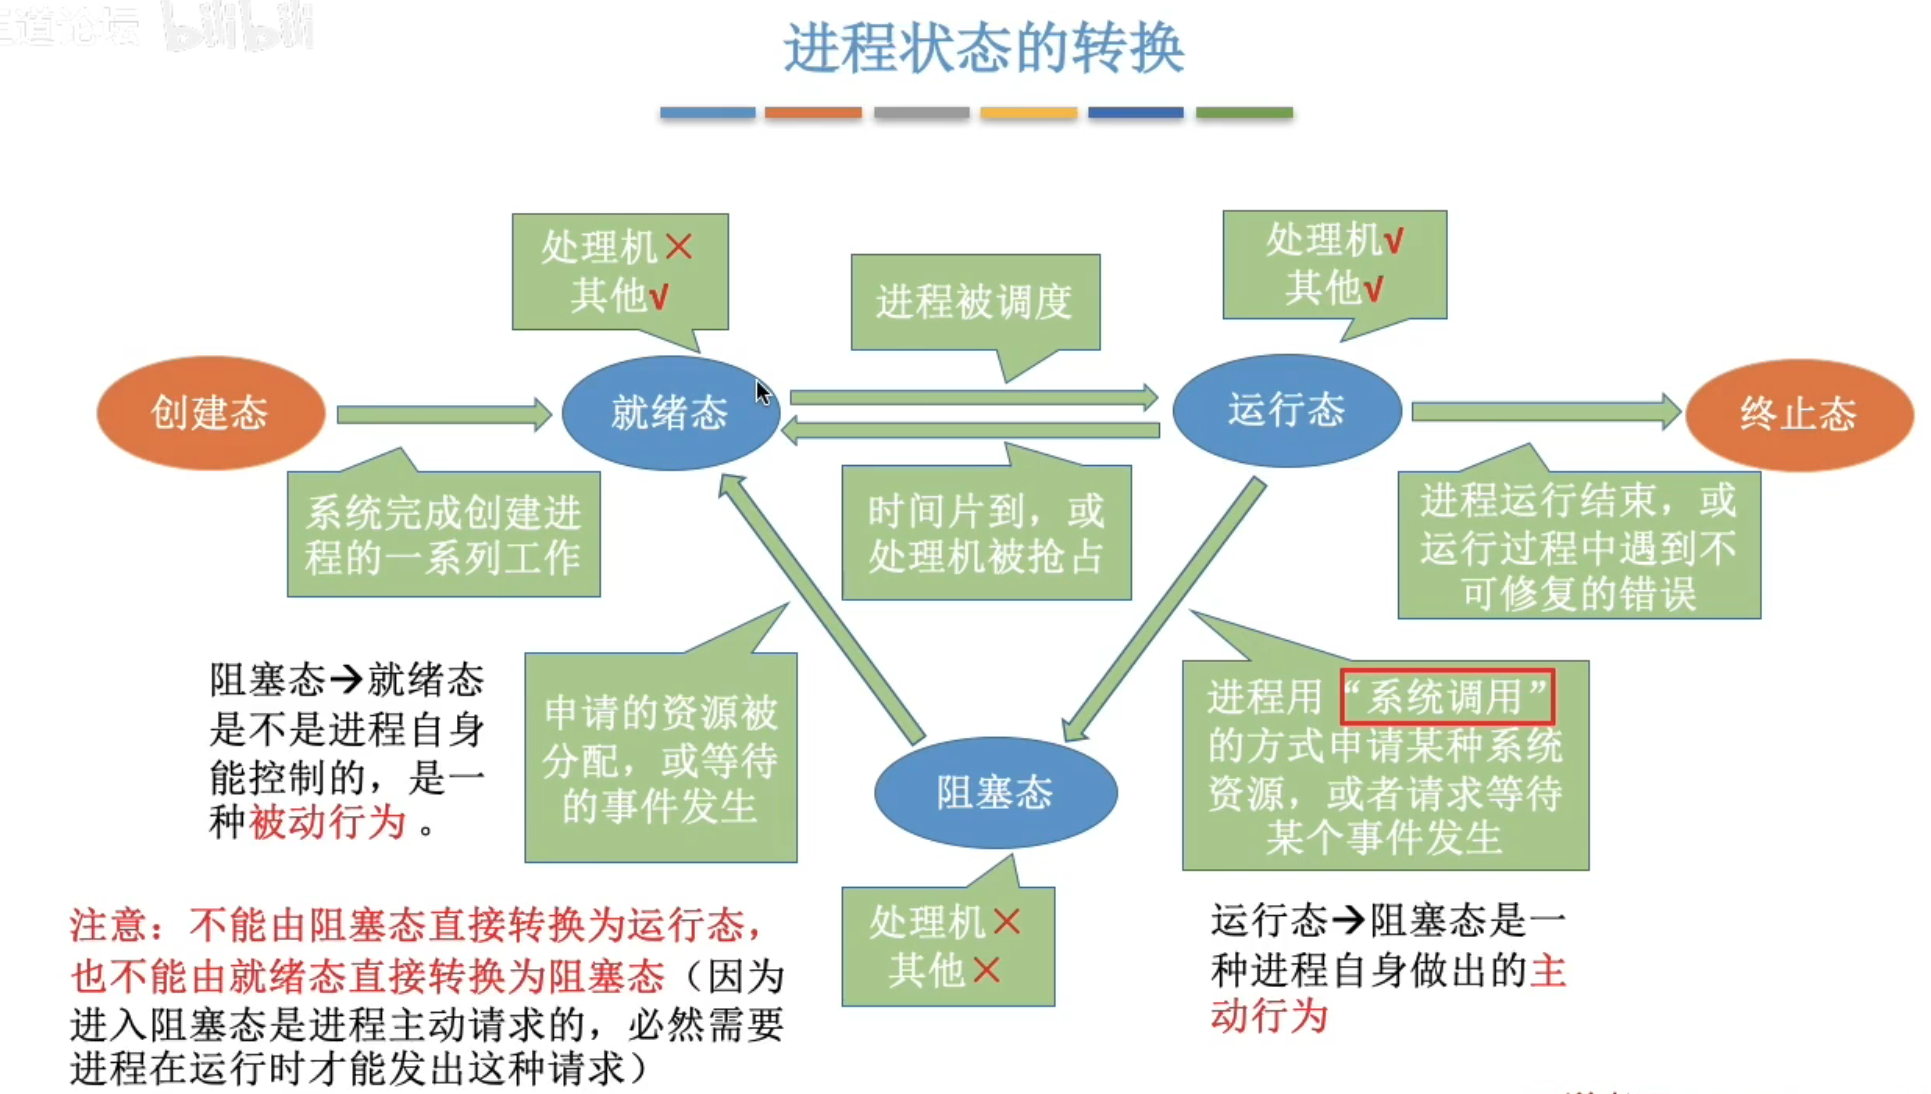 道论坛 bilibili
进程状态的转换
处理机×
其他√
进程被调度
处理机√
其他√
创建态
就绪态
运行态
终止态
系统完成创建进
程的一系列工作
时间片到，或
处理机被抢占
进程运行结束，或
运行过程中遇到不
可修复的错误
阻塞态→就绪态
是不是进程自身
能控制的，是一
种被动行为。
申请的资源被
分配，或等待
的事件发生
进程用“系统调用”
的方式申请某种系统
资源，或者请求等待
某个事件发生
阻塞态
处理机×
其他×
注意：不能由阻塞态直接转换为运行态，
也不能由就绪态直接转换为阻塞态（因为
进入阻塞态是进程主动请求的，必然需要
进程在运行时才能发出这种请求）
运行态→阻塞态是一
种进程自身做出的主
动行为